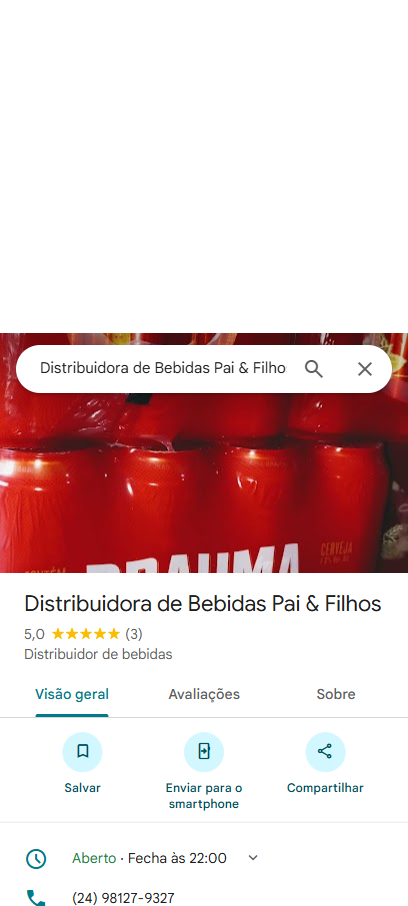 Distribuidora de Bebidas Pai & Filho
CERVEJA
BRAHMA
Distribuidora de Bebidas Pai & Filhos
5,0 (3)
Distribuidor de bebidas
Visão geral Avaliações Sobre
Salvar Enviar para o Compartilhar
smartphone
Aberto · Fecha às 22:00
(24) 98127-9327